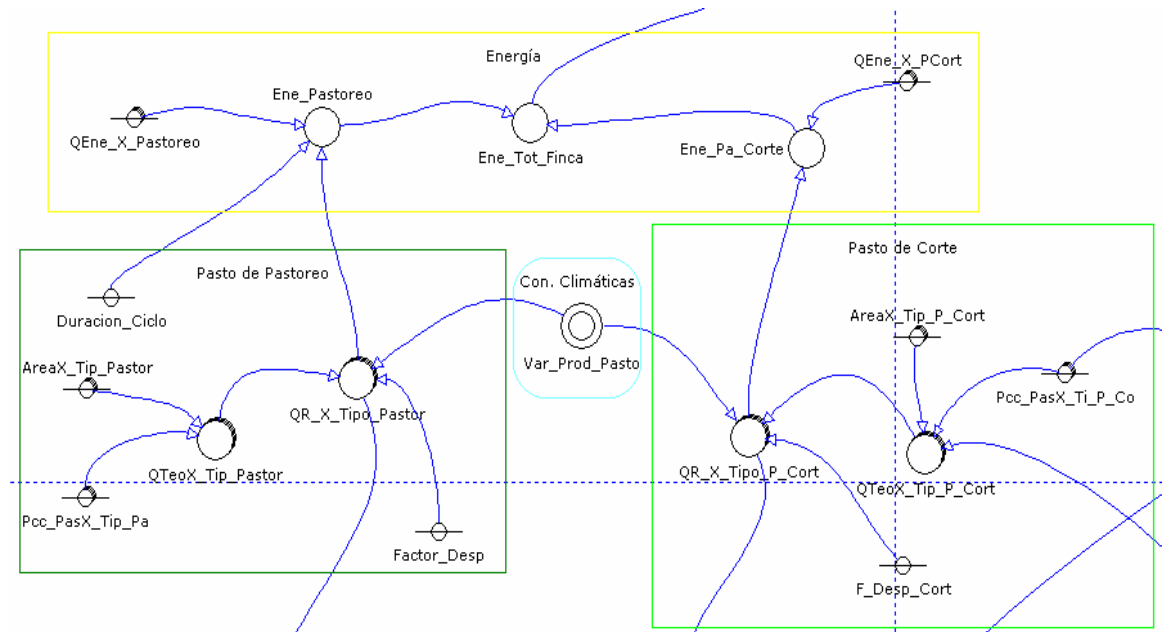 Energía
QEne_X_PCort
Ene_Pastoreo
QEne_X_Pastoreo
Ene_Tot_Finca
Ene_Pa_Corte
Pasto de Pastoreo
Con. Climáticas
Pasto de Corte
Duracion_Ciclo
AreaX_Tip_P_Cort
AreaX_Tip_Pastor
Var_Prod_Pasto
Pcc_PasX_Ti_P_Co
QR_X_Tipo_Pastor
QTeoX_Tip_Pastor
QR_X_Tipo_P_Cort
QTeoX_Tip_P_Cort
Pcc_PasX_Tip_Pa
Factor_Desp
F_Desp_Cort